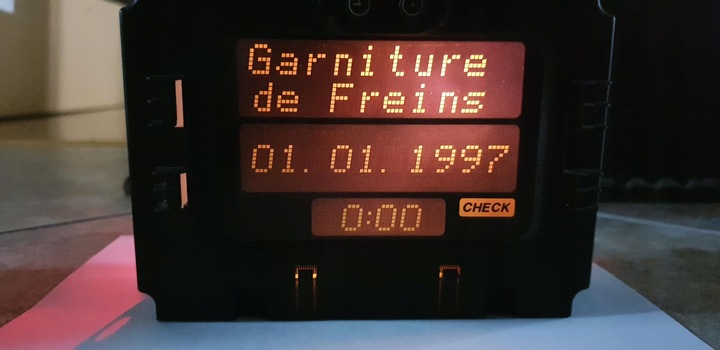 Garniture
de Freins
01. 01. 1997
0:00
CHECK